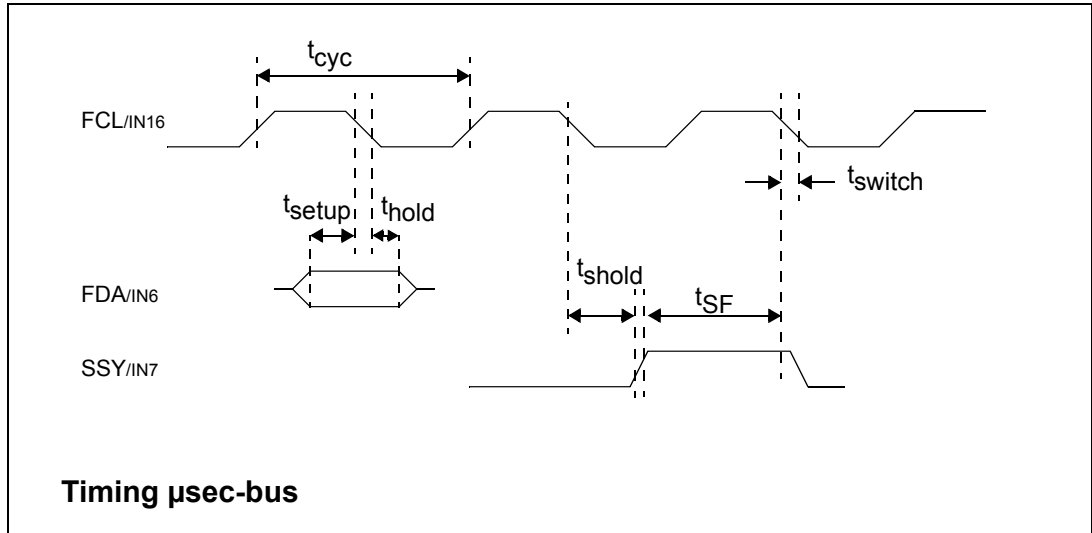 tcyc
FCL/IN16
tswitch
tsetup thold
tshold
tSF
FDA/IN6
SSY/IN7
Timing µsec-bus